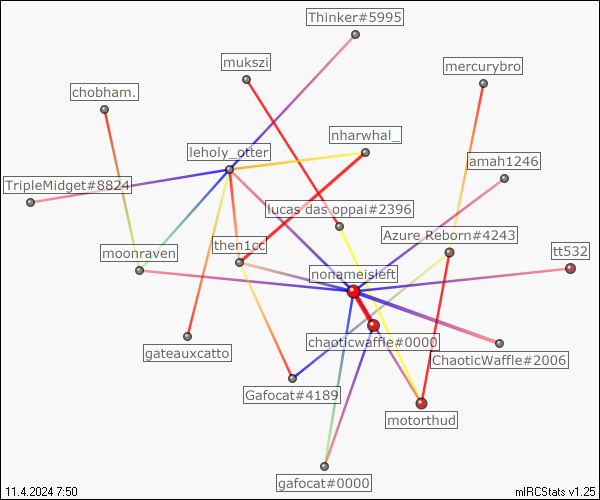 Thinker#5995
mukszi
mercurybro
chobham.
nharwhal_
leholy_otter
amah1246
TripleMidget#8824
lucas das oppai#2396
Azure Reborn#4243
then1cc
moonraven
tt532
nonameisleft
chaoticwaffle#0000
gateauxcatto
ChaoticWaffle#2006
Gafocat#4189
motorthud
gafocat#0000
11.4.2024 7:50
mIRCStats v1.25